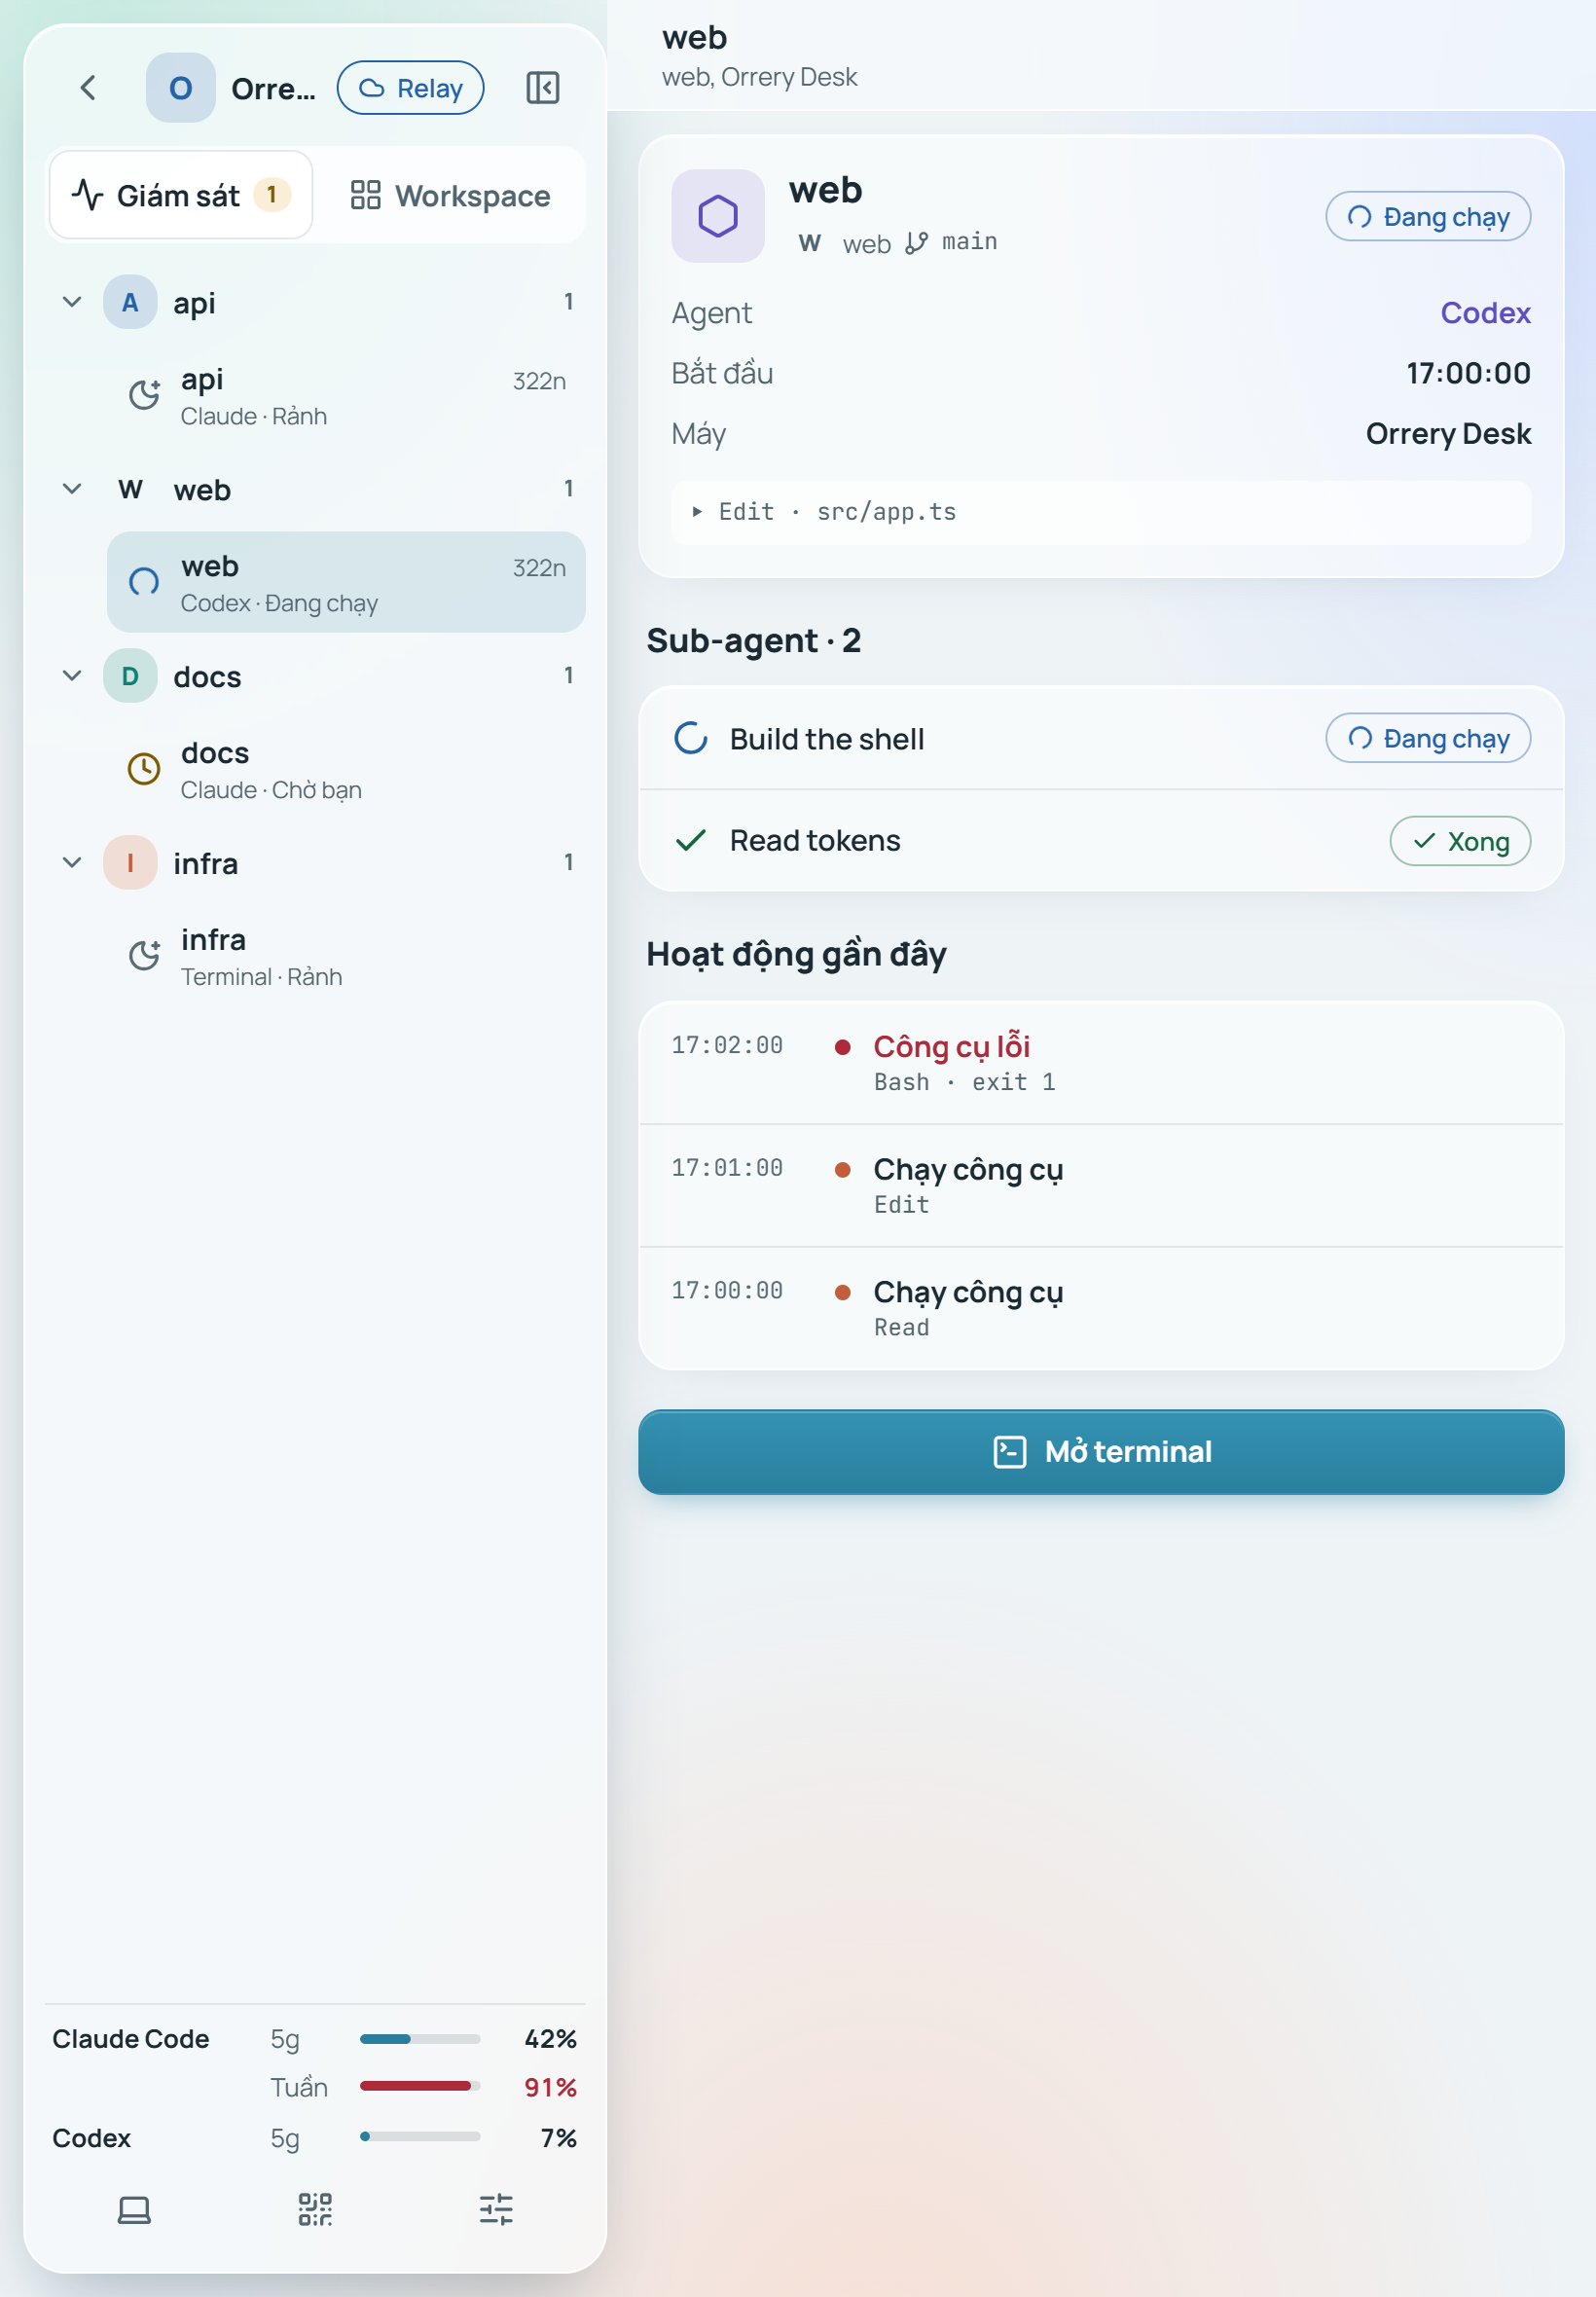 O Orre... Relay
Giám sát 1 Workspace
A api 1
api 322n
Claude · Rảnh
W web 1
web 322n
Codex · Đang chạy
D docs 1
docs
Claude · Chờ bạn
I infra 1
infra
Terminal · Rảnh
Claude Code 5g 42%
Tuần 91%
Codex 5g 7%
web
web, Orrery Desk
web
W web main
Đang chạy
Agent Codex
Bắt đầu 17:00:00
Máy Orrery Desk
Edit · src/app.ts
Sub-agent · 2
Build the shell Đang chạy
Read tokens Xong
Hoạt động gần đây
17:02:00 Công cụ lỗi
Bash · exit 1
17:01:00 Chạy công cụ
Edit
17:00:00 Chạy công cụ
Read
Mở terminal